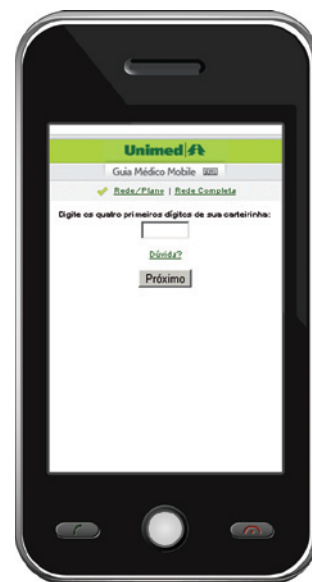 Unimed
Guia Médico Mobile
Rede/Plano | Rede Completa
Digite os quatro primeiros dígitos de sua carteirinha:
Dúvida?
Próximo